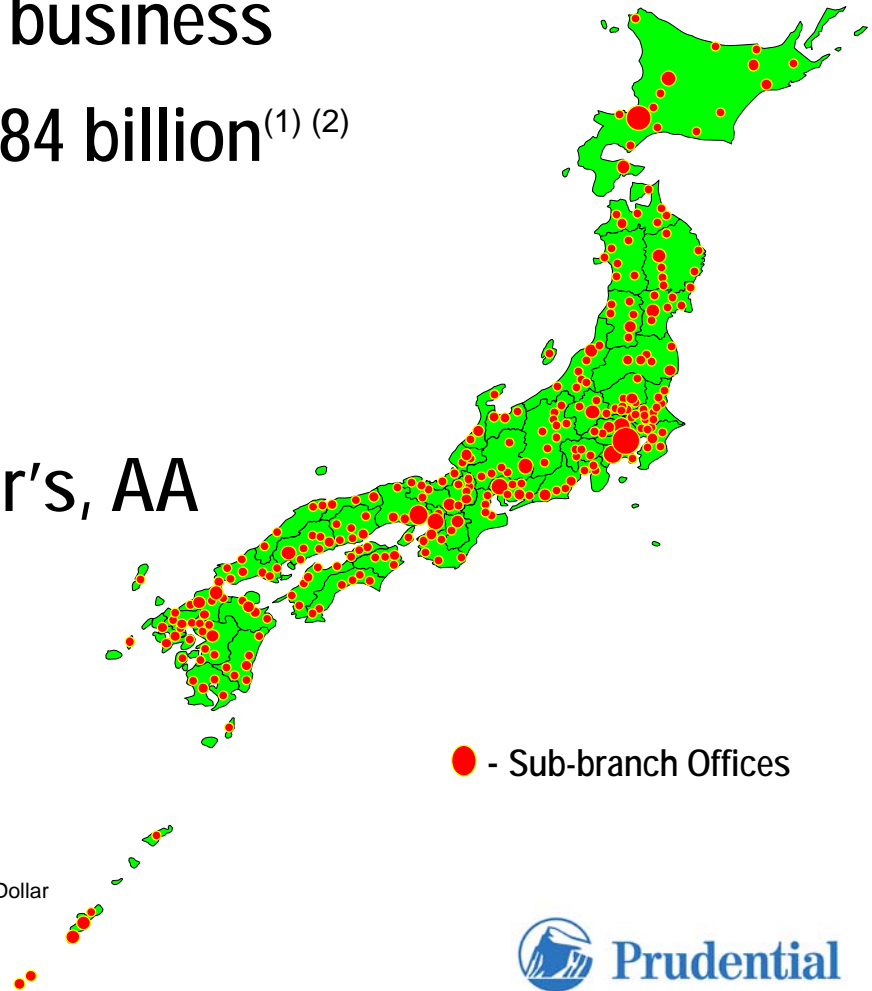 business
84 billion(1) (2)
r's, AA
- Sub-branch Offices
Dollar
Prudential